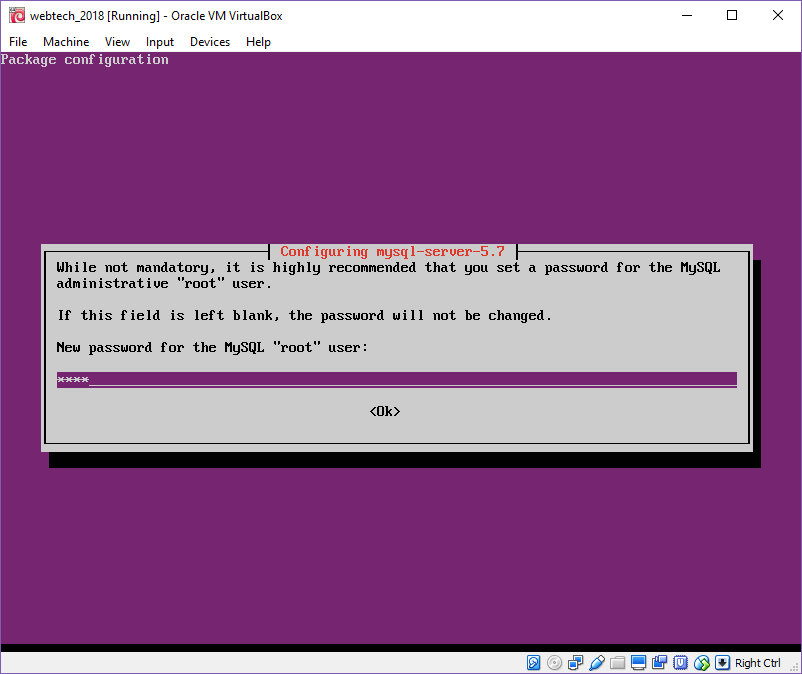 webtech_2018 [Running] - Oracle VM VirtualBox
File Machine View Input Devices Help
Package configuration
Configuring mysql-server-5.7
While not mandatory, it is highly recommended that you set a password for the MySQL
administrative "root" user.
If this field is left blank, the password will not be changed.
New password for the MySQL "root" user:
****
<Ok>
Right Ctrl